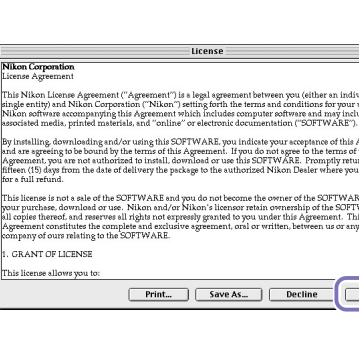 License
Nikon Corporation
License Agreement
This Nikon License Agreement ("Agreement") is a legal agreement between you (either an
single entity) and Nikon Corporation ("Nikon") setting forth the terms and conditions for your
Nikon software accompanying this Agreement which includes computer software and may
associated media, printed materials, and "online" or electronic documentation ("SOFTWARE").
By installing, downloading and/or using this SOFTWARE, you indicate your acceptance of this
and are agreeing to be bound by the terms of this Agreement. If you do not agree to the terms of
Agreement, you are not authorized to install, download or use this SOFTWARE. Promptly
fifteen (15) days from the date of delivery the package to the authorized Nikon Dealer where you
for a full refund.
This license is not a sale of the SOFTWARE and you do not become the owner of the
your purchase, download or use. Nikon and/or Nikon's licensor retain ownership of the
all copies thereof, and reserves all rights not expressly granted to you under this Agreement.
Agreement constitutes the complete and exclusive agreement, oral or written, between us or any
company of ours relating to the SOFTWARE.
1. GRANT OF LICENSE
This license allows you to:
Print... Save As... Decline